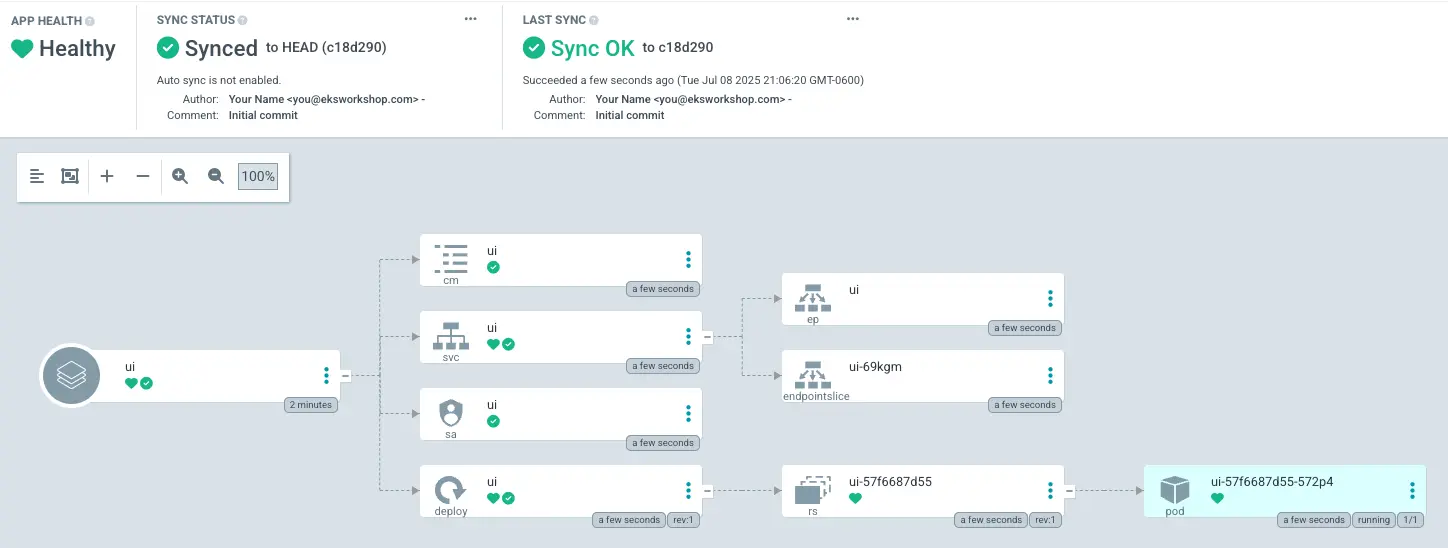 APP HEALTH
Healthy
SYNC STATUS
...
Synced to HEAD (c18d290)
Auto sync is not enabled.
Author: Your Name <you@eksworkshop.com> -
Comment: Initial commit
LAST SYNC
...
Sync OK to c18d290
Succeeded a few seconds ago (Tue Jul 08 2025 21:06:20 GMT-0600)
Author: Your Name <you@eksworkshop.com> -
Comment: Initial commit
100%
ui
2 minutes
ui
cm
a few seconds
ui
svc
a few seconds
ui
sa
a few seconds
ui
deploy
a few seconds rev:1
ui
ep
a few seconds
ui-69kgm
endpointslice
a few seconds
ui-57f6687d55
rs
a few seconds rev:1
ui-57f6687d55-572p4
pod
a few seconds running 1/1